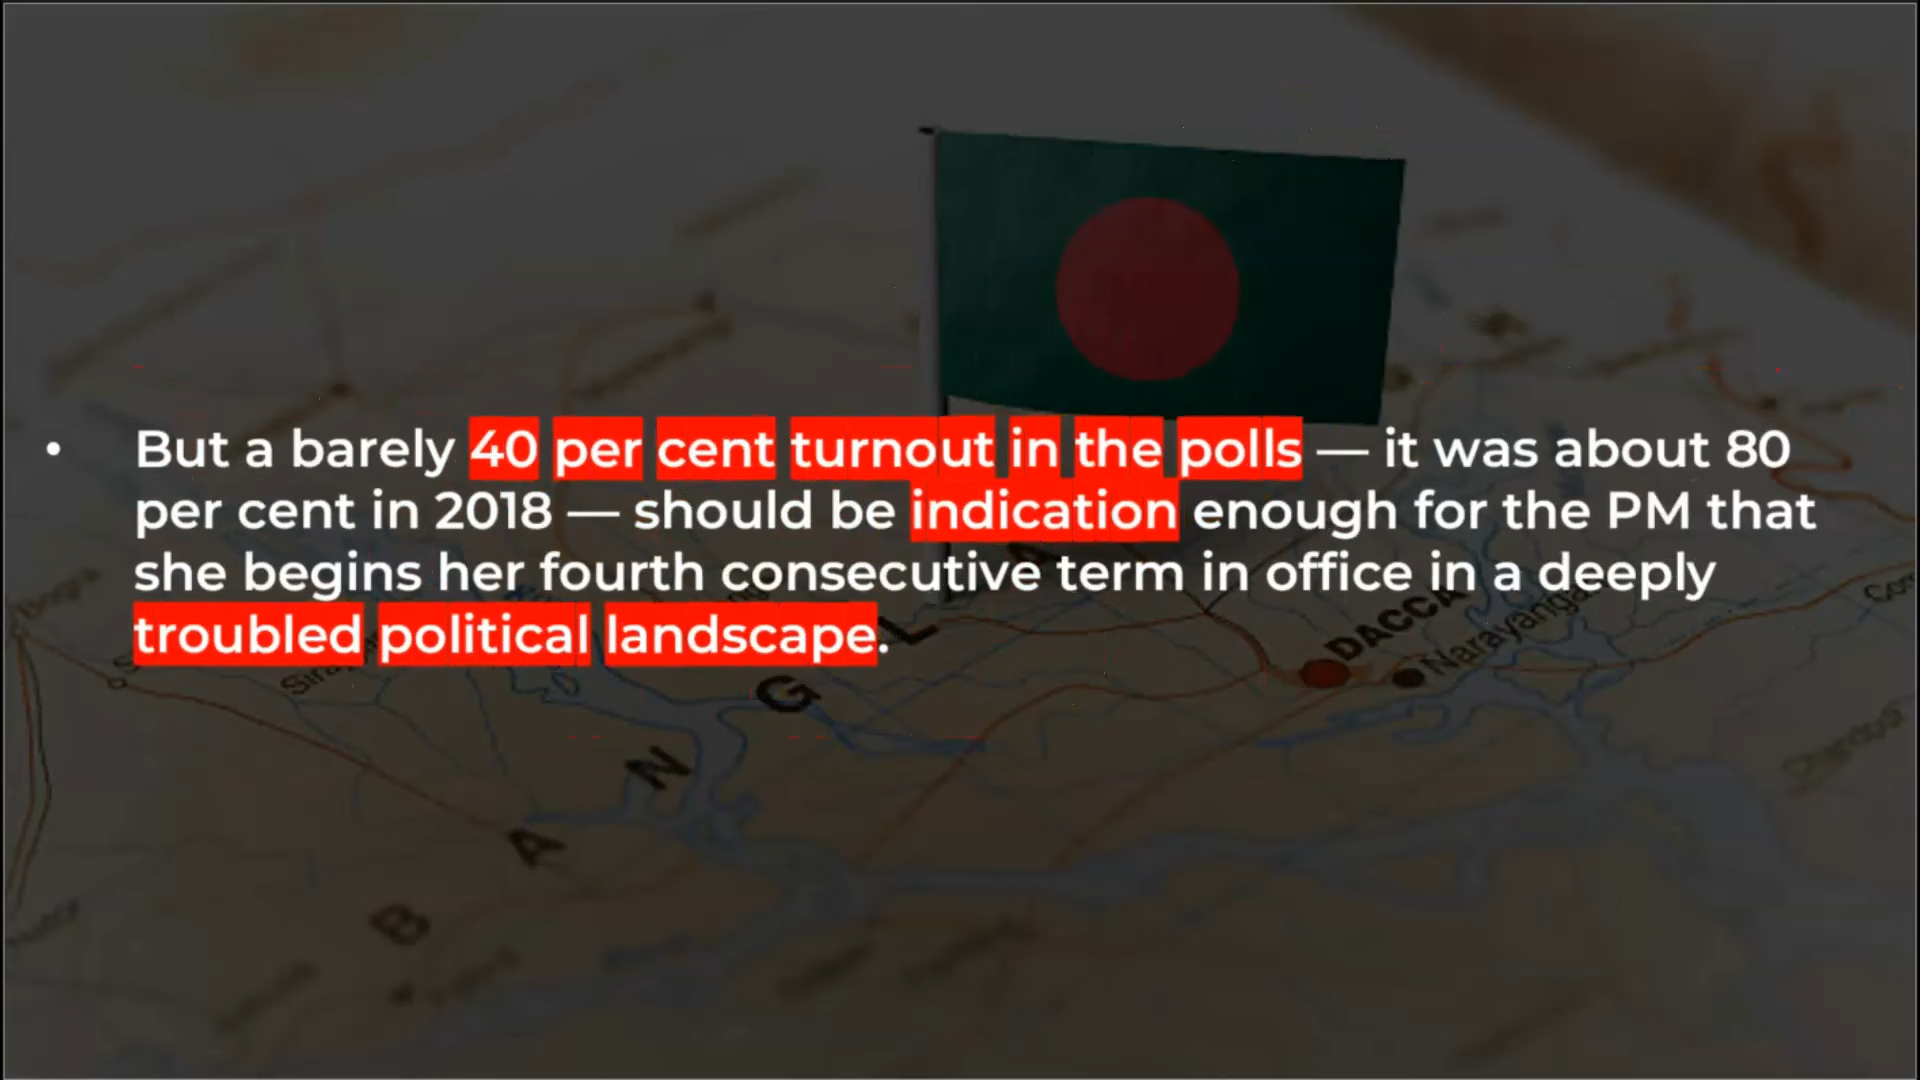 • But a barely 40 per cent turnout in the polls — it was about 80
per cent in 2018 — should be indication enough for the PM that
she begins her fourth consecutive term in office in a deeply
troubled political landscape.
DACCA
Narayanga
L
G
N
A
B